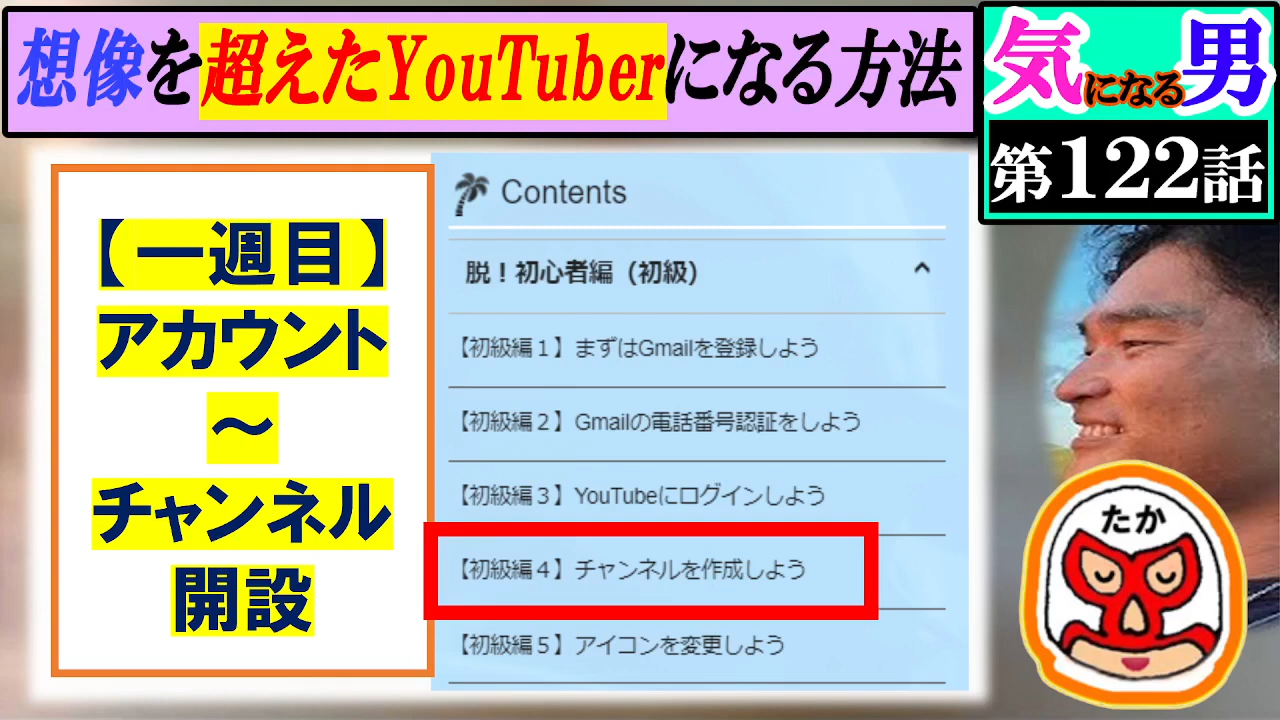 想像を超えたYouTuberになる方法
気になる男
第122話
【一週目】
アカウント
～
チャンネル
開設
Contents
脱！初心者編（初級）
【初級編１】まずはGmailを登録しよう
【初級編２】Gmailの電話番号認証をしよう
【初級編３】YouTubeにログインしよう
【初級編４】チャンネルを作成しよう
【初級編５】アイコンを変更しよう
たか